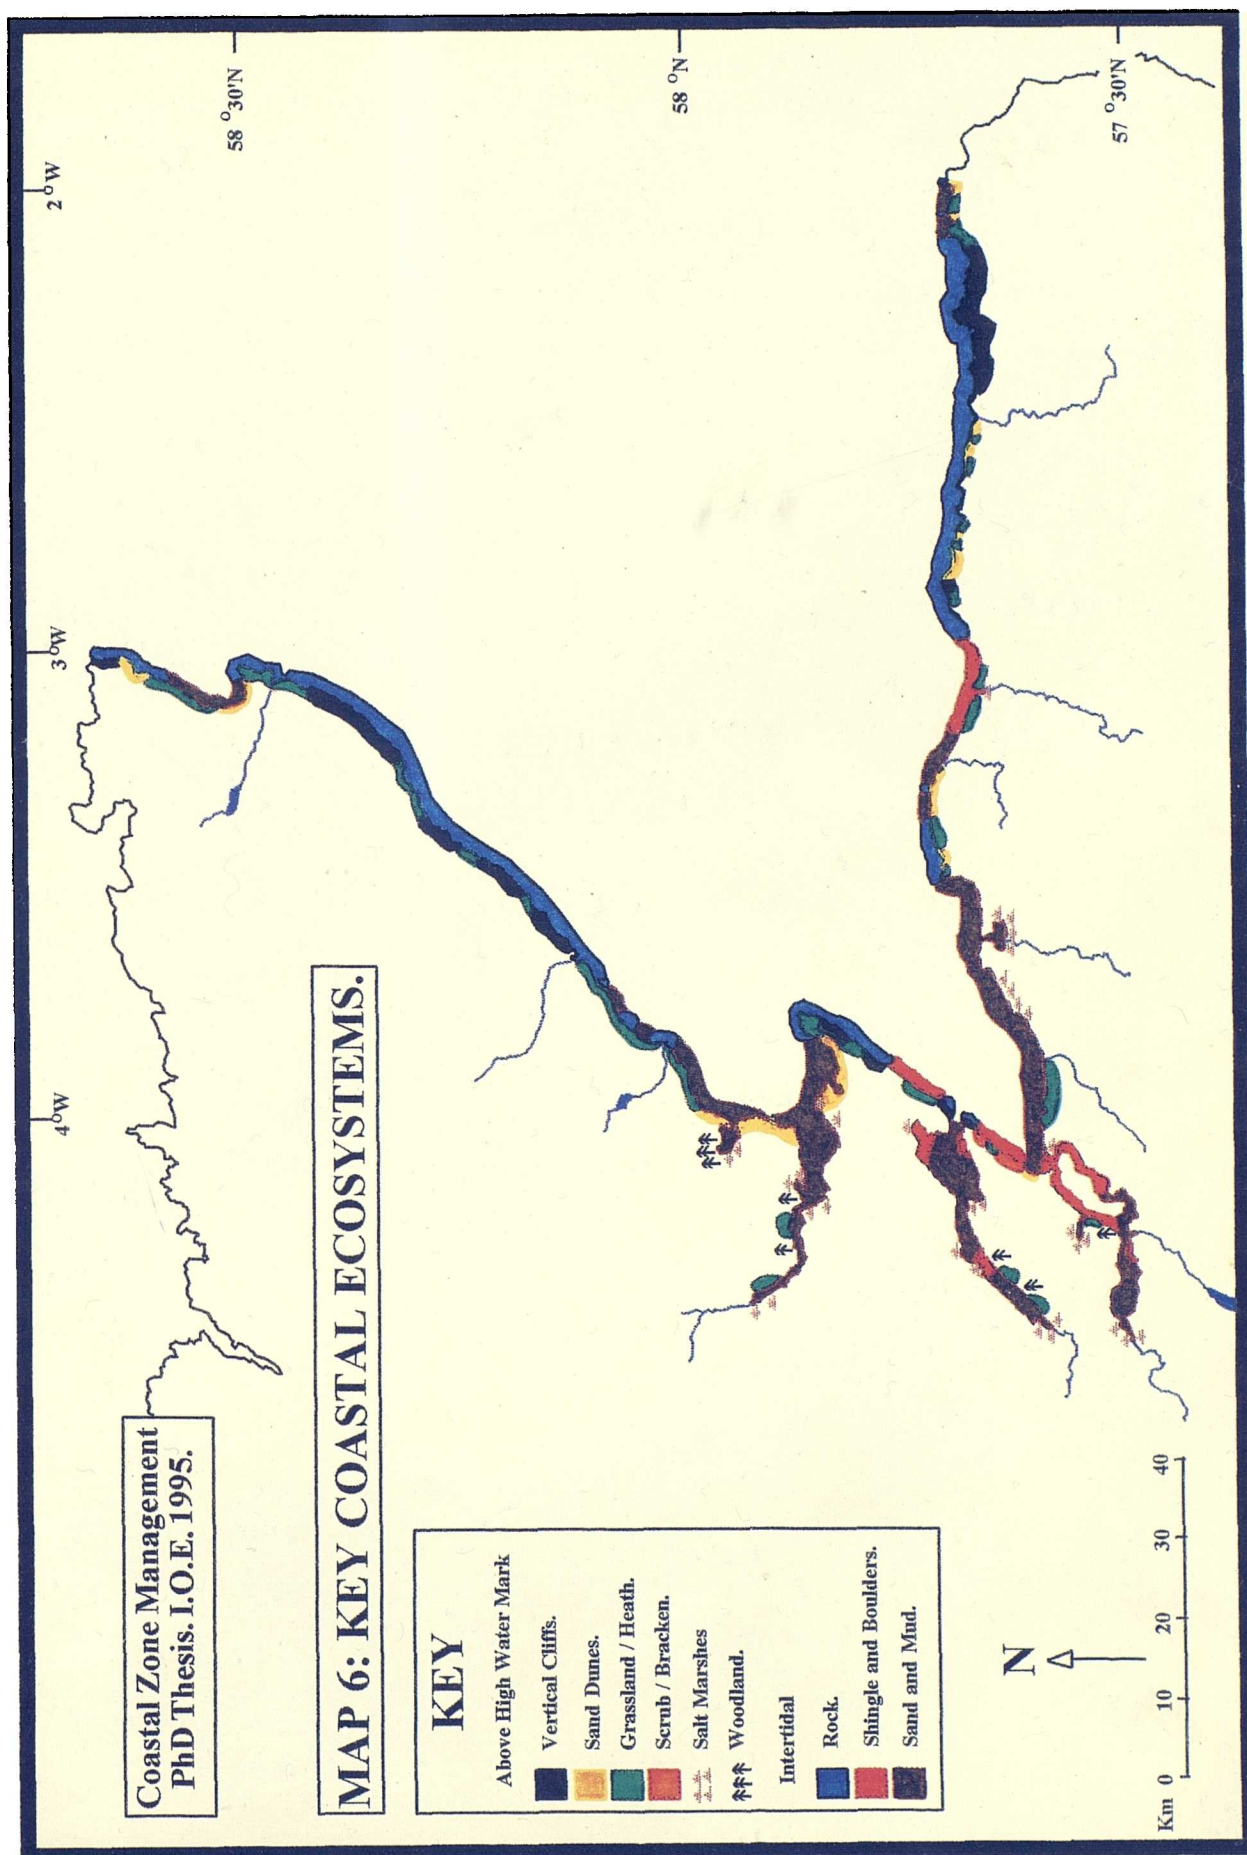 Coastal Zone Management
PhD Thesis. I.O.E. 1995.
MAP 6: KEY COASTAL ECOSYSTEMS.
4°W
3°W
2°W
58 °30'N
58 °N
57 °30'N
KEY
Above High Water Mark
Vertical Cliffs.
Sand Dunes.
Grassland / Heath.
Scrub / Bracken.
Salt Marshes
Woodland.
Intertidal
Rock.
Shingle and Boulders.
Sand and Mud.
N
Km 0 10 20 30 40